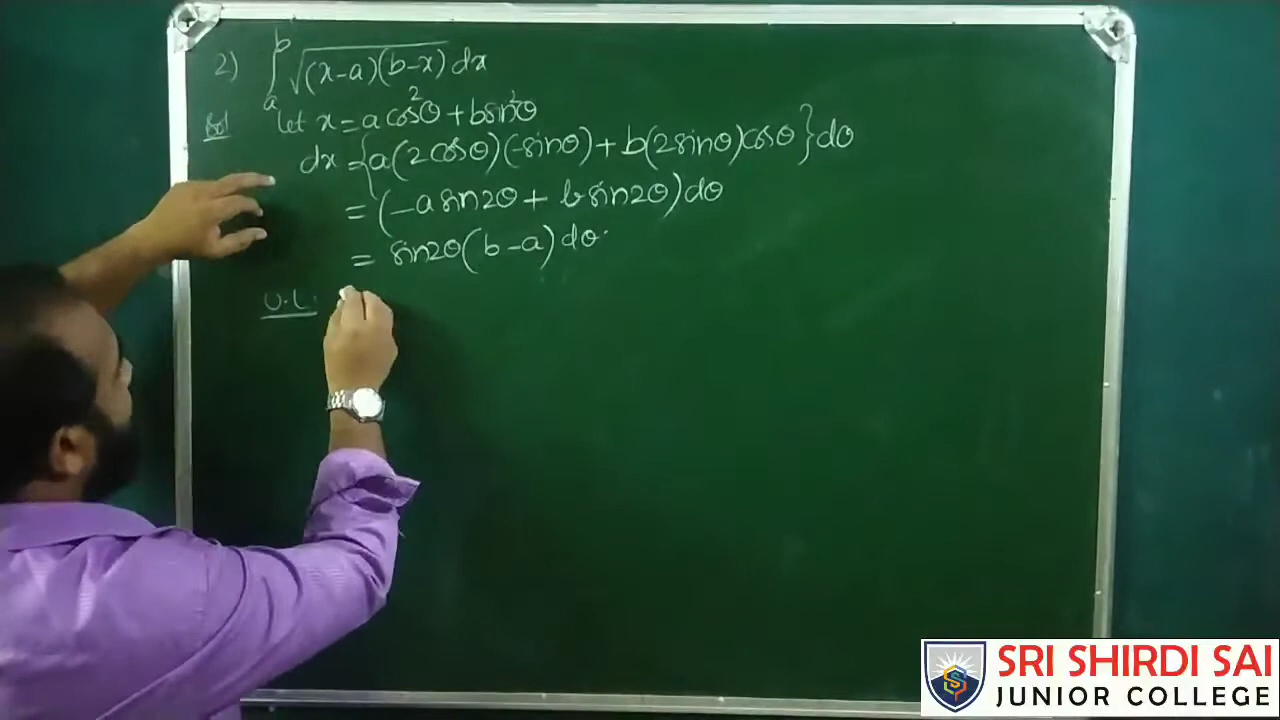 2) ∫ₐᵇ √(x-a)(b-x) dx
Sol let x = a cos²θ + b sin²θ
dx = {a(2cosθ)(-sinθ) + b(2sinθ)cosθ}dθ
= (-a sin2θ + b sin2θ)dθ
= sin2θ(b-a)dθ.
U.L:
SRI SHIRDI SAI
JUNIOR COLLEGE